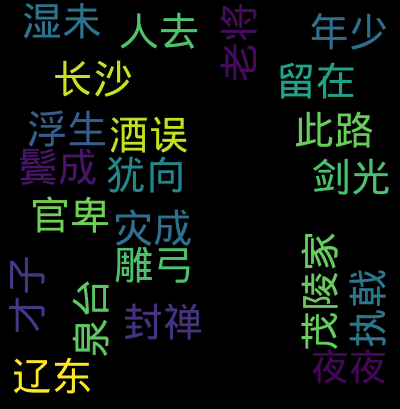 湿未
人去
老将
年少
长沙
留在
浮生
酒误
此路
鬓成
犹向
剑光
官卑
灾成
雕弓
茂陵家
才子
执戟
泉台
封禅
夜夜
辽东